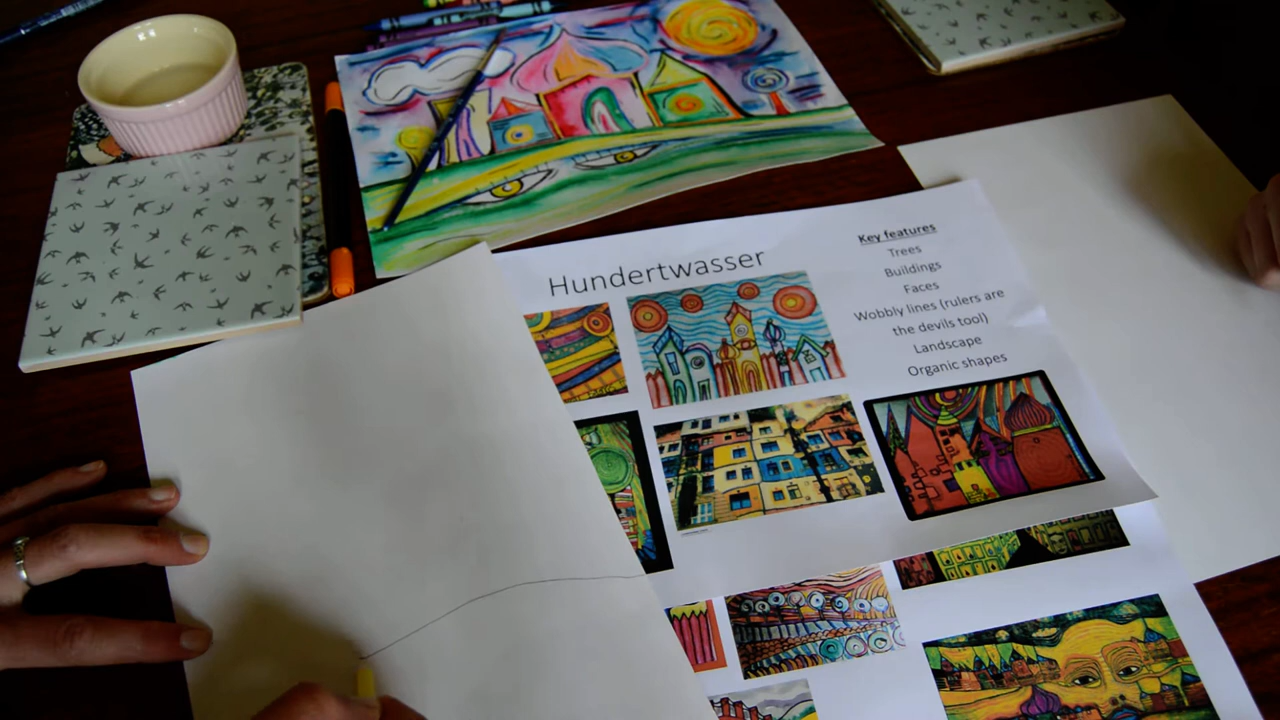 Hundertwasser
Key features
Trees
Buildings
Faces
Wobbly lines (rulers are
the devils tool)
Landscape
Organic shapes